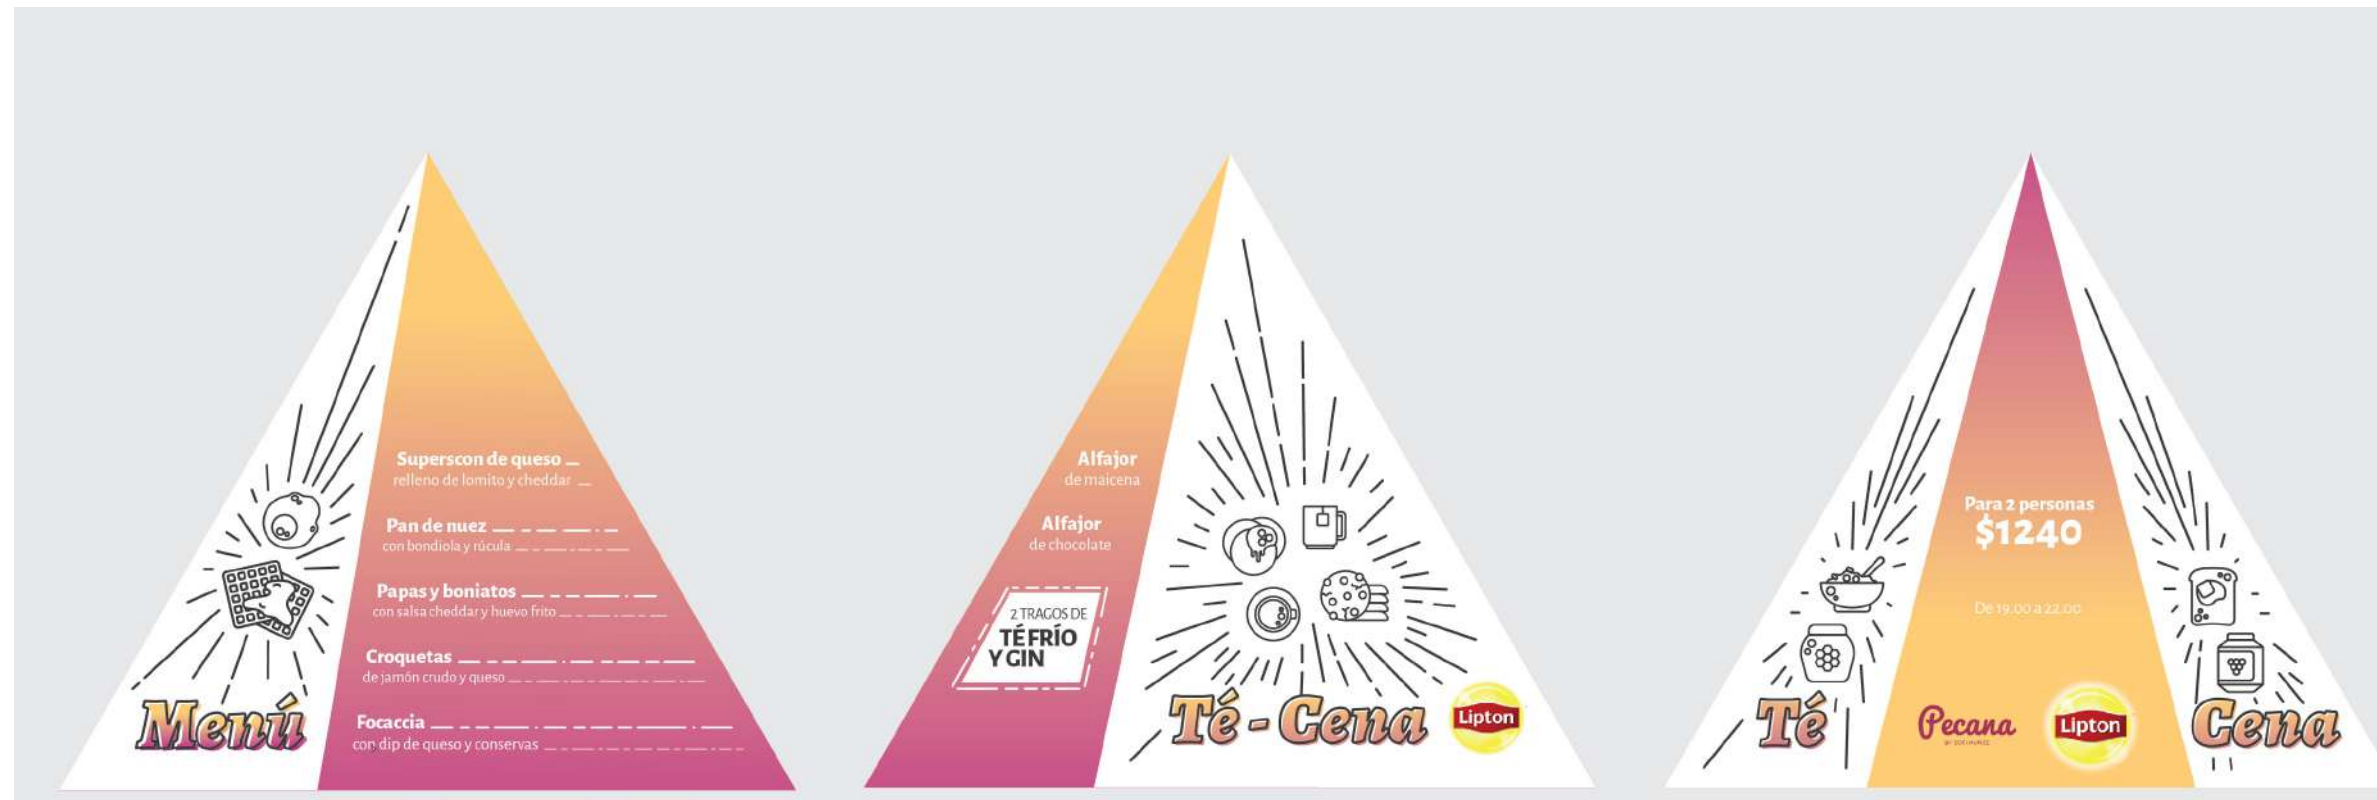 Superscon de queso
relleno de lomito y cheddar
Pan de nuez
con bondiola y rúcula
Papas y boniatos
con salsa cheddar y huevo frito
Croquetas
de jamón crudo y queso
Focaccia
con dip de queso y conservas
Menú
Alfajor
de maicena
Alfajor
de chocolate
2 TRAGOS DE
TÉ FRÍO
Y GIN
Té - Cena
Lipton
Para 2 personas
$1240
De 19.00 a 22.00
Té
Pecana
Lipton
Cena